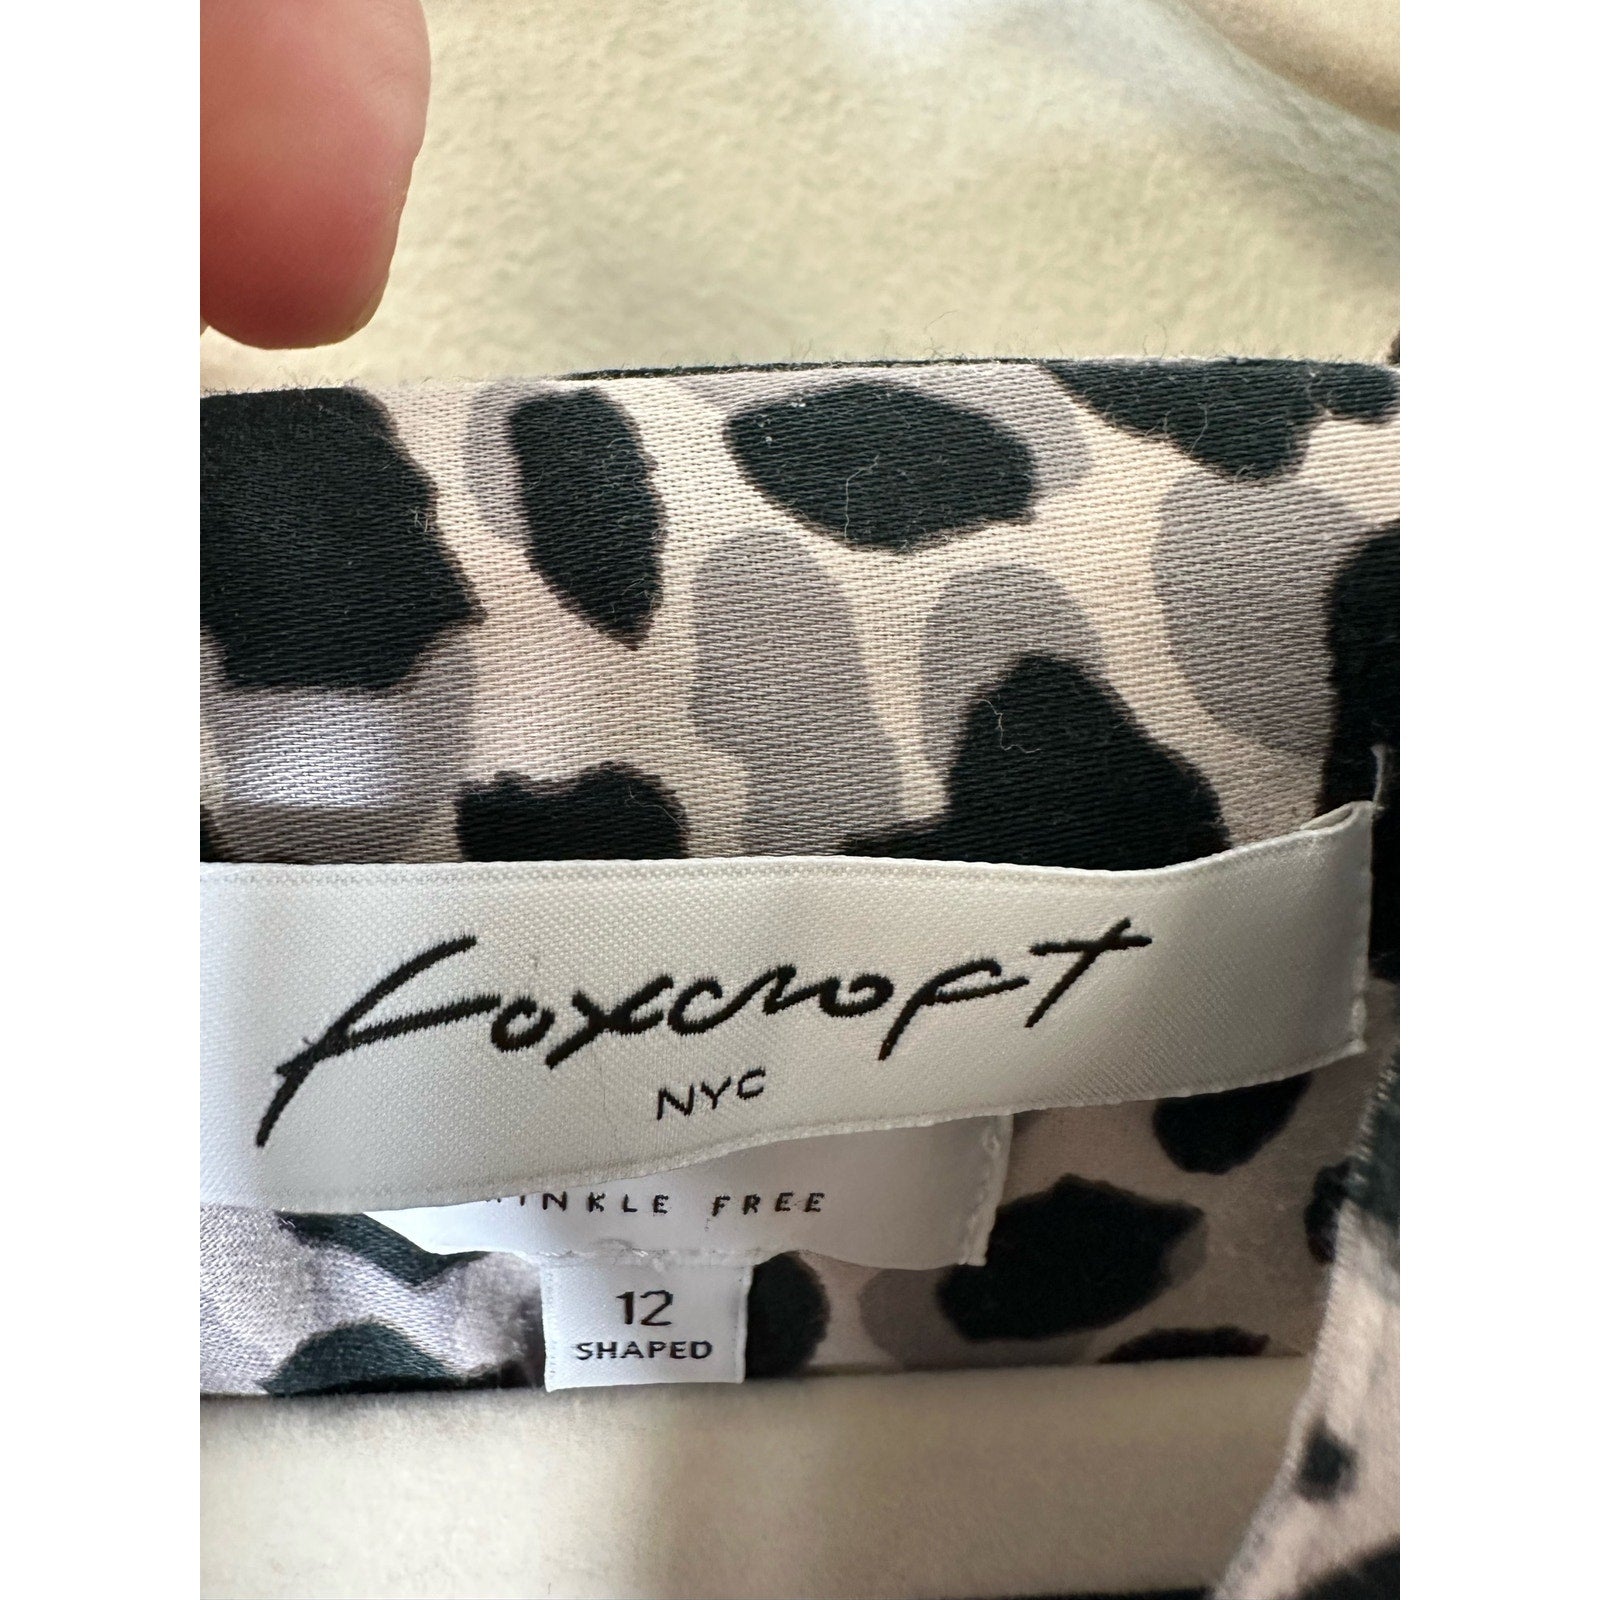 Foxcroft
NYC
INKLE FREE
12
SHAPED